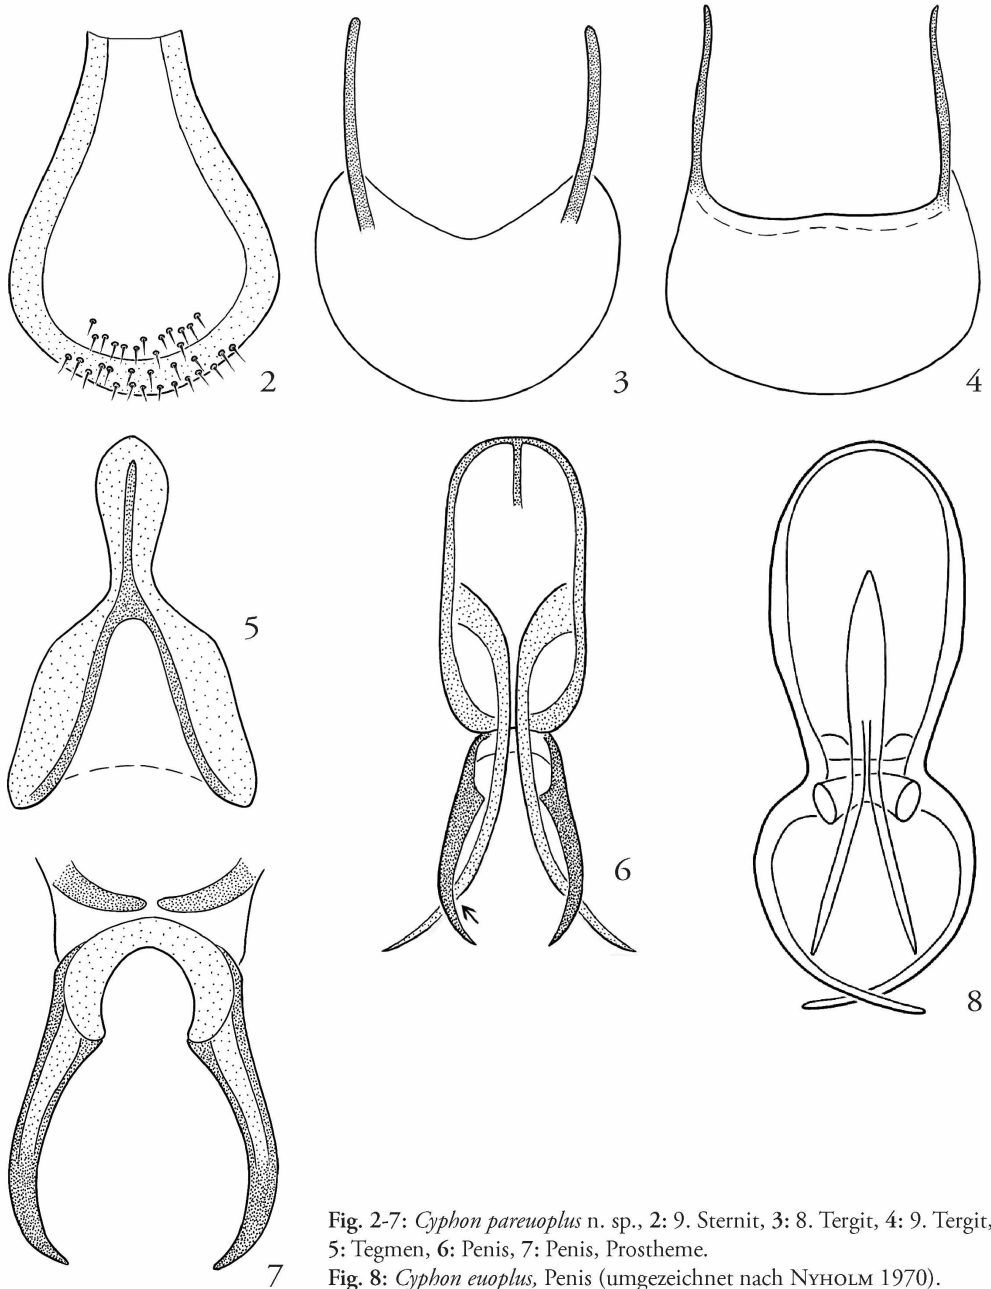 2
3
4
5
6
8
7
Fig. 2-7: Cyphon pareuoplus n. sp., 2: 9. Sternit, 3: 8. Tergit, 4: 9. Tergit,
5: Tegmen, 6: Penis, 7: Penis, Prostheme.
Fig. 8: Cyphon euoplus, Penis (umgezeichnet nach NYHOLM 1970).